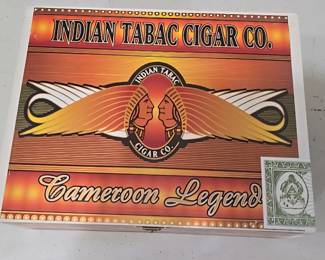 INDIAN TABAC CIGAR CO.
INDIAN TABAC
CIGAR CO.
Cameroon Legend